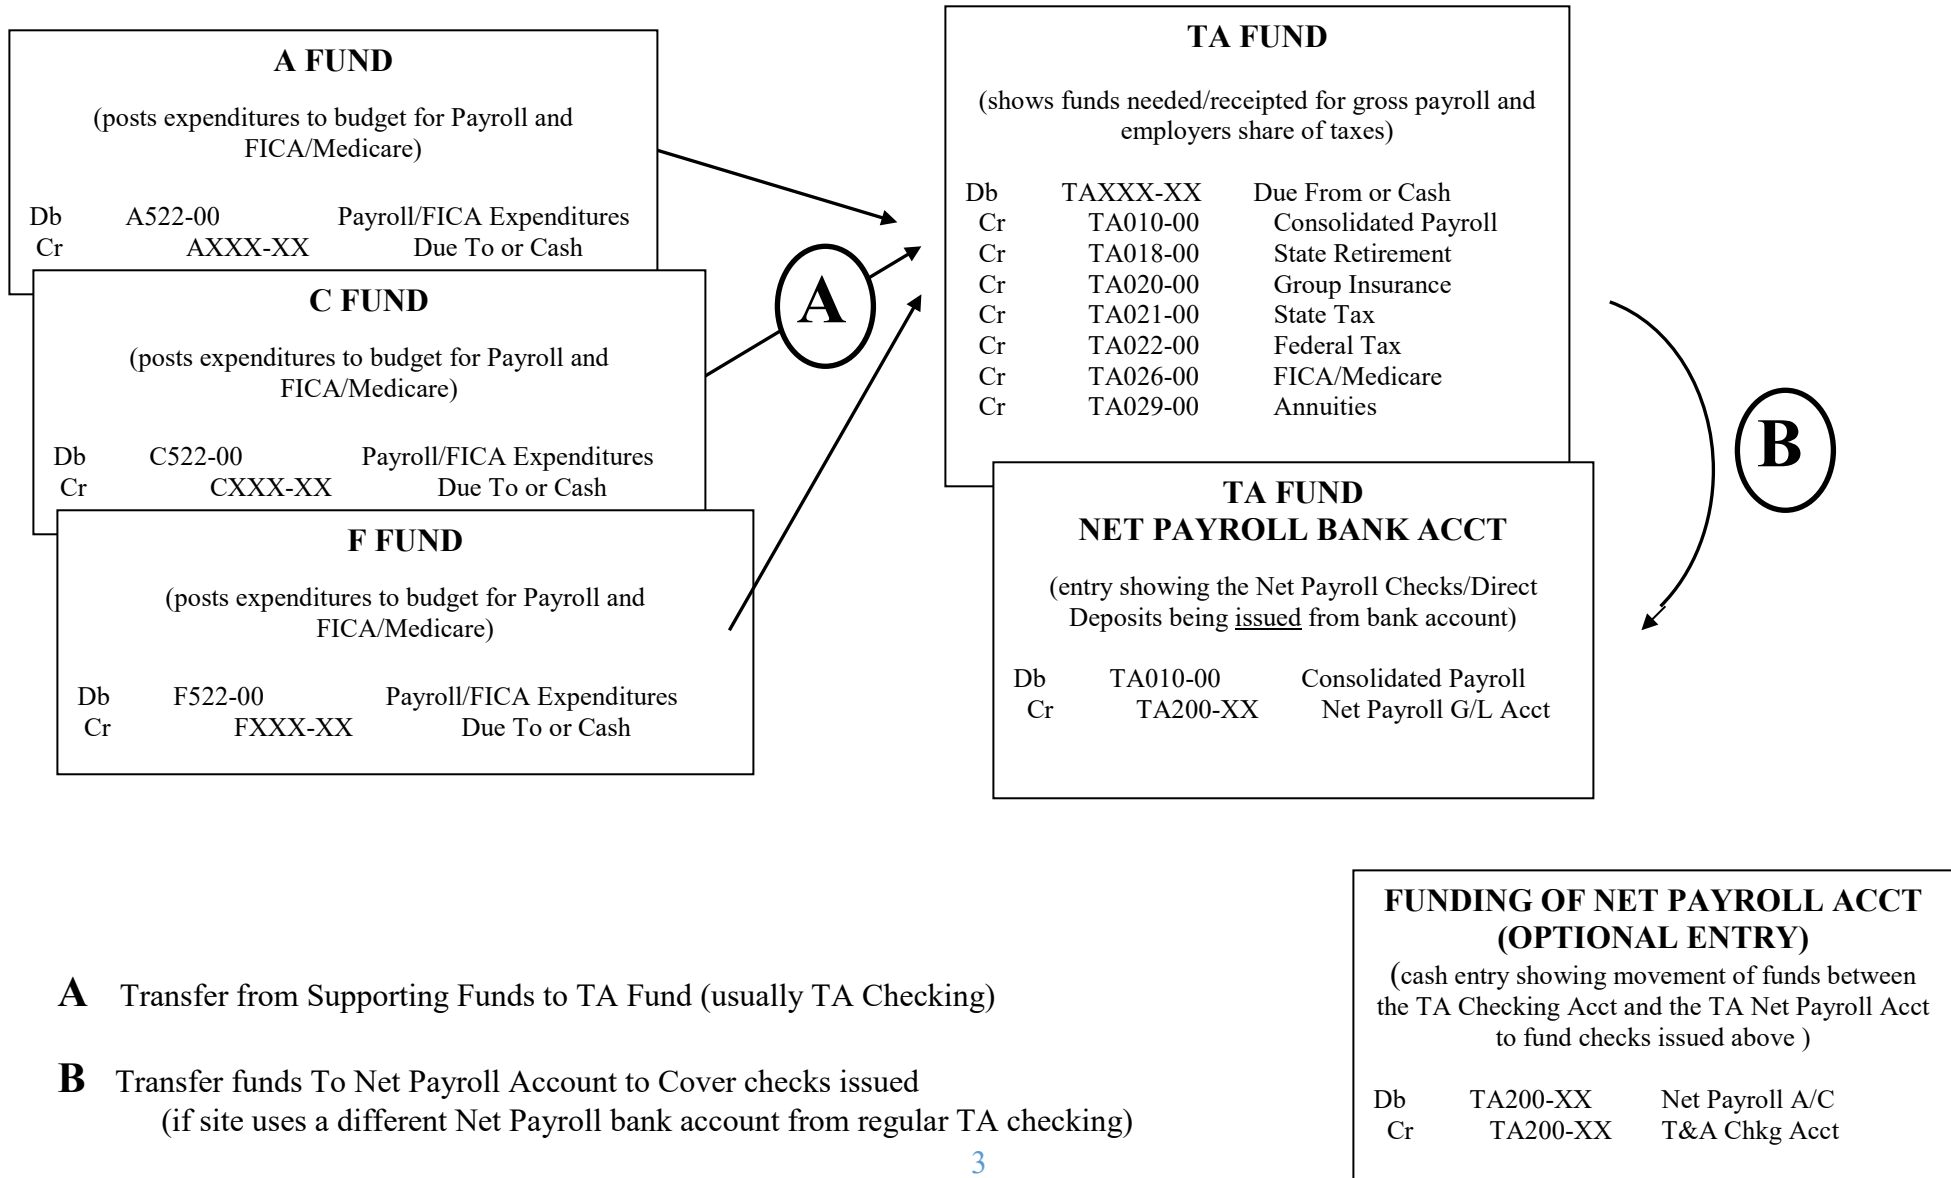 A FUND
(posts expenditures to budget for Payroll and
FICA/Medicare)
Db A522-00 Payroll/FICA Expenditures
Cr AXXX-XX Due To or Cash
C FUND
(posts expenditures to budget for Payroll and
FICA/Medicare)
Db C522-00 Payroll/FICA Expenditures
Cr CXXX-XX Due To or Cash
F FUND
(posts expenditures to budget for Payroll and
FICA/Medicare)
Db F522-00 Payroll/FICA Expenditures
Cr FXXX-XX Due To or Cash
A
TA FUND
(shows funds needed/receipted for gross payroll and
employers share of taxes)
Db TAXXX-XX Due From or Cash
Cr TA010-00 Consolidated Payroll
Cr TA018-00 State Retirement
Cr TA020-00 Group Insurance
Cr TA021-00 State Tax
Cr TA022-00 Federal Tax
Cr TA026-00 FICA/Medicare
Cr TA029-00 Annuities
B
TA FUND
NET PAYROLL BANK ACCT
(entry showing the Net Payroll Checks/Direct
Deposits being issued from bank account)
Db TA010-00 Consolidated Payroll
Cr TA200-XX Net Payroll G/L Acct
A Transfer from Supporting Funds to TA Fund (usually TA Checking)
B Transfer funds To Net Payroll Account to Cover checks issued
(if site uses a different Net Payroll bank account from regular TA checking)
FUNDING OF NET PAYROLL ACCT
(OPTIONAL ENTRY)
(cash entry showing movement of funds between
the TA Checking Acct and the TA Net Payroll Acct
to fund checks issued above )
Db TA200-XX Net Payroll A/C
Cr TA200-XX T&A Chkg Acct
3